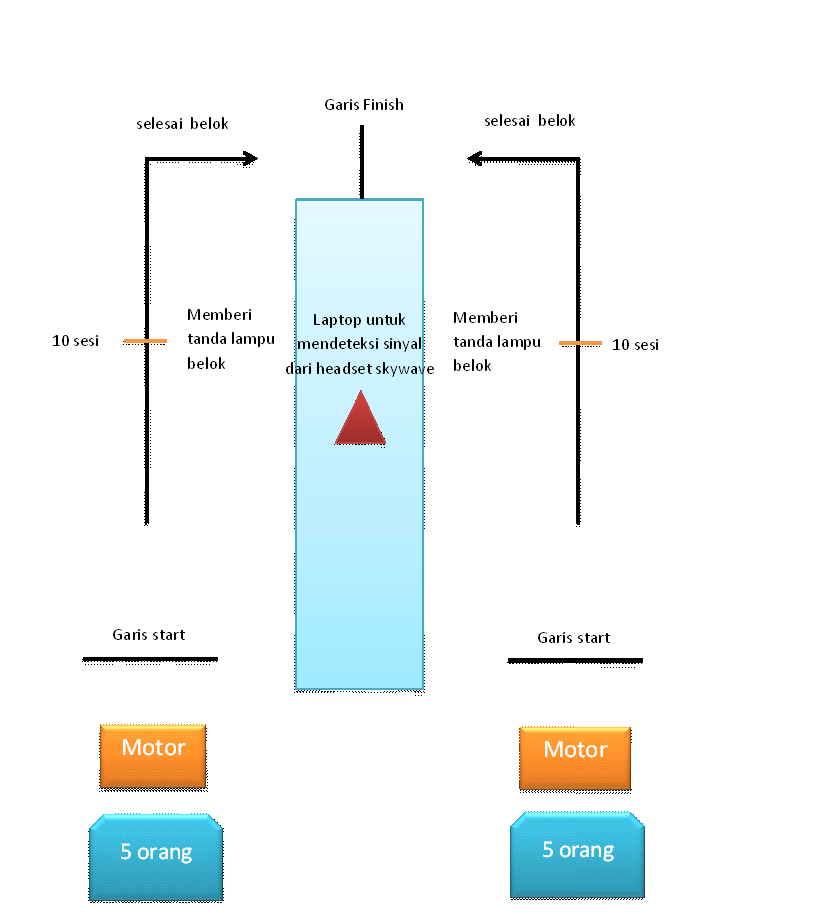 Garis Finish
selesai belok
selesai belok
10 sesi
Memberi
tanda lampu
belok
Laptop untuk
mendeteksi sinyal
dari headset skywave
Memberi
tanda lampu
belok
10 sesi
Garis start
Garis start
Motor
Motor
5 orang
5 orang